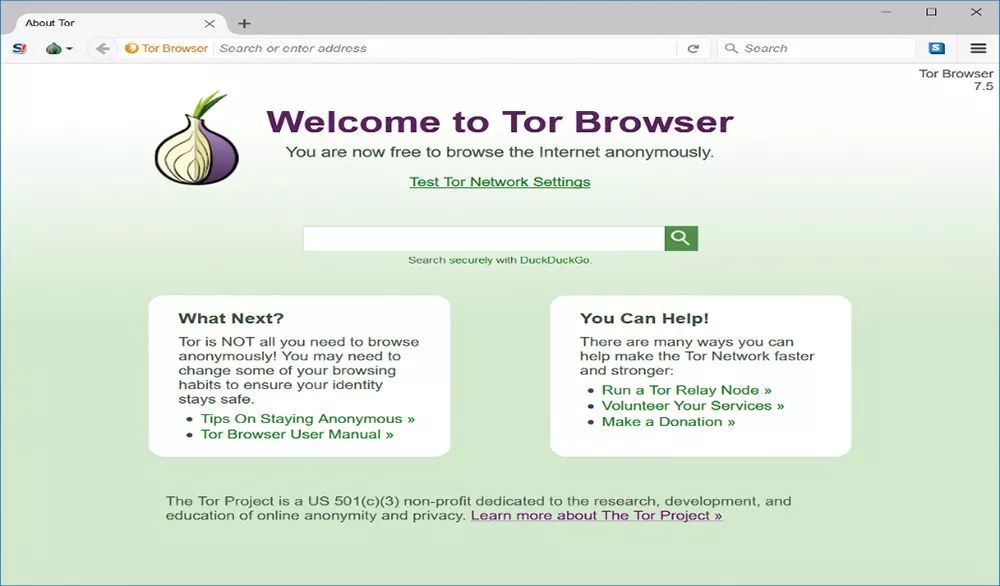 About Tor
S!
Tor Browser
Search or enter address
Search
S
Tor Browser
7.5
Welcome to Tor Browser
You are now free to browse the Internet anonymously.
Test Tor Network Settings
Search securely with DuckDuckGo.
What Next?
Tor is NOT all you need to browse
anonymously! You may need to
change some of your browsing
habits to ensure your identity
stays safe.
• Tips On Staying Anonymous »
• Tor Browser User Manual »
You Can Help!
There are many ways you can
help make the Tor Network faster
and stronger:
• Run a Tor Relay Node »
• Volunteer Your Services »
• Make a Donation »
The Tor Project is a US 501(c)(3) non-profit dedicated to the research, development, and
education of online anonymity and privacy. Learn more about The Tor Project »